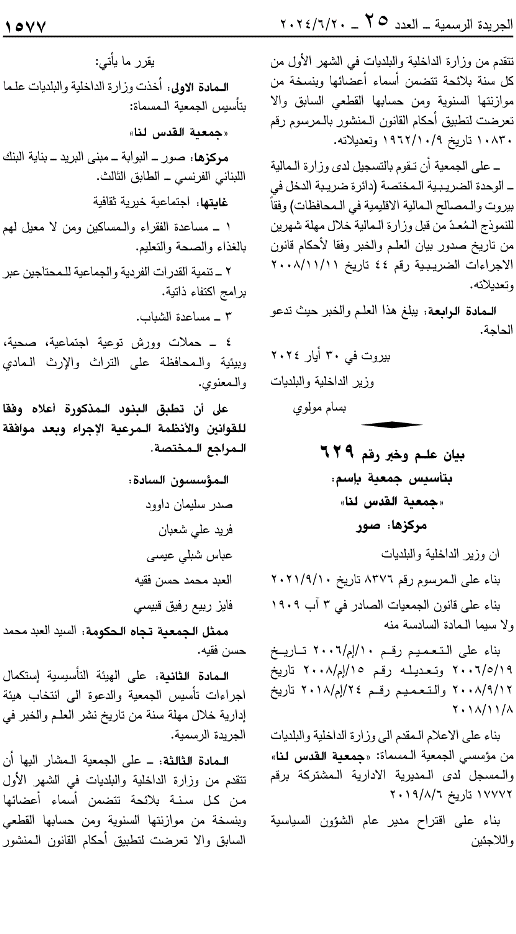 الجريدة الرسمية ـ العدد ٢٥ ـ ٢٠٢٤/٦/٢٠
١٥٧٧
تتقدم من وزارة الداخلية والبلديات في الشهر الأول من
كل سنة بلائحة تتضمن أسماء أعضائها وبنسخة من
موازنتها السنوية ومن حسابها القطعي السابق والا
تعرضت لتطبيق أحكام القانون المنشور بالمرسوم رقم
١٠٨٣٠ تاريخ ١٩٦٢/١٠/٩ وتعديلاته.
ـ على الجمعية أن تقوم بالتسجيل لدى وزارة المالية
ـ الوحدة الضريبية المختصة (دائرة ضريبة الدخل في
بيروت والمصالح المالية الاقليمية في المحافظات) وفقاً
للنموذج المُعدّ من قبل وزارة المالية خلال مهلة شهرين
من تاريخ صدور بيان العلم والخبر وفقا لأحكام قانون
الاجراءات الضريبية رقم ٤٤ تاريخ ٢٠٠٨/١١/١١
وتعديلاته.
المادة الرابعة: يبلغ هذا العلم والخبر حيث تدعو
الحاجة.
بيروت في ٣٠ أيار ٢٠٢٤
وزير الداخلية والبلديات
بسام مولوي
بيان علم وخبر رقم ٦٢٩
بتأسيس جمعية بإسم:
«جمعية القدس لنا»
مركزها: صور
ان وزير الداخلية والبلديات
بناء على المرسوم رقم ٨٣٧٦ تاريخ ٢٠٢١/٩/١٠
بناء على قانون الجمعيات الصادر في ٣ آب ١٩٠٩
ولا سيما المادة السادسة منه
بناء على التعميم رقم ١٠/إم/٢٠٠٦ تاريخ
٢٠٠٦/٥/١٩ وتعديله رقم ١٥/إم/٢٠٠٨ تاريخ
٢٠٠٨/٩/١٢ والتعميم رقم ٢٤/إم/٢٠١٨ تاريخ
٢٠١٨/١١/٨
بناء على الاعلام المقدم الى وزارة الداخلية والبلديات
من مؤسسي الجمعية المسماة: «جمعية القدس لنا»
والمسجل لدى المديرية الادارية المشتركة برقم
١٧٧٧٢ تاريخ ٢٠١٩/٨/٦
بناء على اقتراح مدير عام الشؤون السياسية
واللاجئين
يقرر ما يأتي:
المادة الاولى: أخذت وزارة الداخلية والبلديات علما
بتأسيس الجمعية المسماة:
«جمعية القدس لنا»
مركزها: صور ـ البوابة ـ مبنى البريد ـ بناية البنك
اللبناني الفرنسي ـ الطابق الثالث.
غايتها: اجتماعية خيرية ثقافية
١ ـ مساعدة الفقراء والمساكين ومن لا معيل لهم
بالغذاء والصحة والتعليم.
٢ ـ تنمية القدرات الفردية والجماعية للمحتاجين عبر
برامج اكتفاء ذاتية.
٣ ـ مساعدة الشباب.
٤ ـ حملات وورش توعية اجتماعية، صحية،
وبيئية والمحافظة على التراث والإرث المادي
والمعنوي.
على أن تطبق البنود المذكورة أعلاه وفقا
للقوانين والأنظمة المرعية الإجراء وبعد موافقة
المراجع المختصة.
المؤسسون السادة:
صدر سليمان داوود
فريد علي شعبان
عباس شبلي عيسى
العبد محمد حسن فقيه
فايز ربيع رفيق قبيسي
ممثل الجمعية تجاه الحكومة: السيد العبد محمد
حسن فقيه.
المادة الثانية: على الهيئة التأسيسية إستكمال
اجراءات تأسيس الجمعية والدعوة الى انتخاب هيئة
إدارية خلال مهلة سنة من تاريخ نشر العلم والخبر في
الجريدة الرسمية.
المادة الثالثة: ـ على الجمعية المشار اليها أن
تتقدم من وزارة الداخلية والبلديات في الشهر الأول
من كل سنة بلائحة تتضمن أسماء أعضائها
وبنسخة من موازنتها السنوية ومن حسابها القطعي
السابق والا تعرضت لتطبيق أحكام القانون المنشور